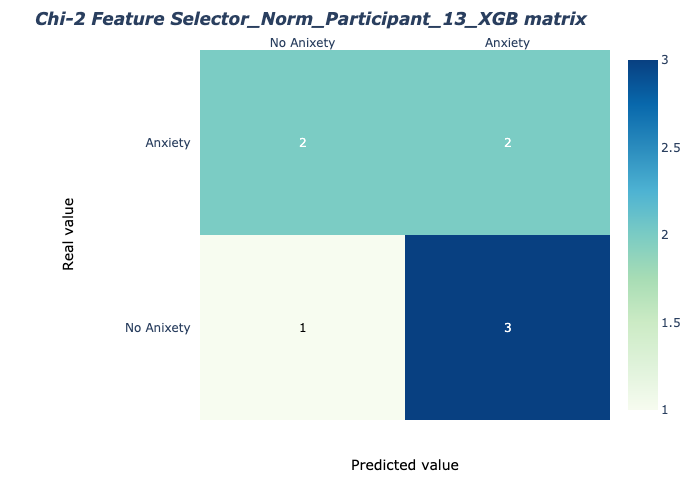 Chi-2 Feature Selector_Norm_Participant_13_XGB matrix
No Anixety Anxiety
3
Anxiety 2 2
2.5
2
Real value
1.5
No Anixety 1 3
1
Predicted value